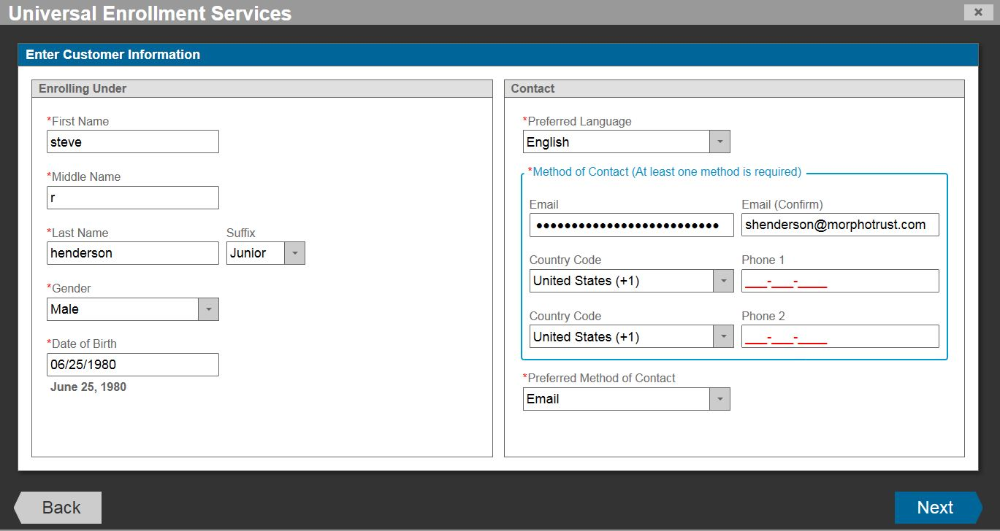 Universal Enrollment Services
Enter Customer Information
Enrolling Under
*First Name
steve
*Middle Name
r
*Last Name
Suffix
henderson
Junior
*Gender
Male
*Date of Birth
06/25/1980
June 25, 1980
Contact
*Preferred Language
English
*Method of Contact (At least one method is required)
Email
Email (Confirm)
••••••••••••••••••••••••••
shenderson@morphotrust.com
Country Code
Phone 1
United States (+1)
___-___-____
Country Code
Phone 2
United States (+1)
___-___-____
*Preferred Method of Contact
Email
Back
Next